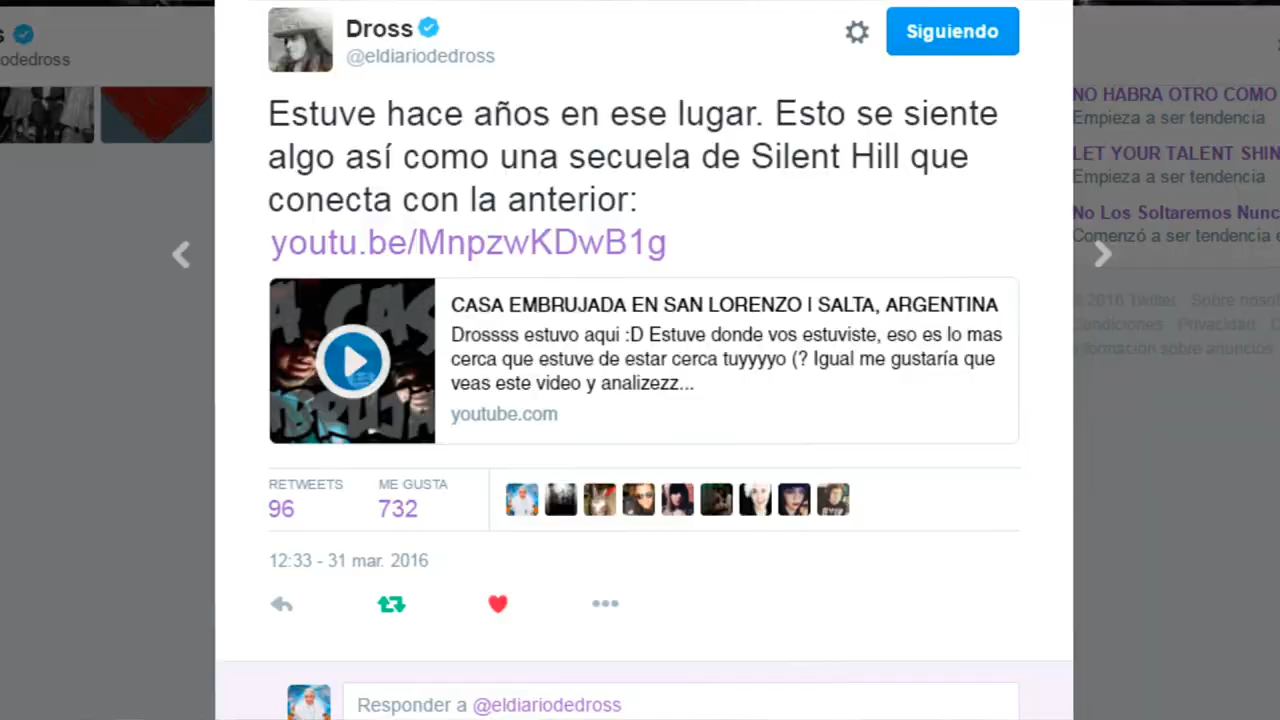 Dross
@eldiariodedross
Siguiendo
odedross
Estuve hace años en ese lugar. Esto se siente
algo así como una secuela de Silent Hill que
conecta con la anterior:
youtu.be/MnpzwKDwB1g
CASA EMBRUJADA EN SAN LORENZO I SALTA, ARGENTINA
Drossss estuvo aqui :D Estuve donde vos estuviste, eso es lo mas
cerca que estuve de estar cerca tuyyyyo (? Igual me gustaría que
veas este video y analizezz...
youtube.com
RETWEETS
96
ME GUSTA
732
12:33 - 31 mar. 2016
Responder a @eldiariodedross
NO HABRA OTRO COMO
Empieza a ser tendencia
LET YOUR TALENT SHIN
Empieza a ser tendencia
No Los Soltaremos Nunc
Comenzó a ser tendencia e
© 2016 Twitter Sobre nosot
Condiciones Privacidad
formación sobre anuncios